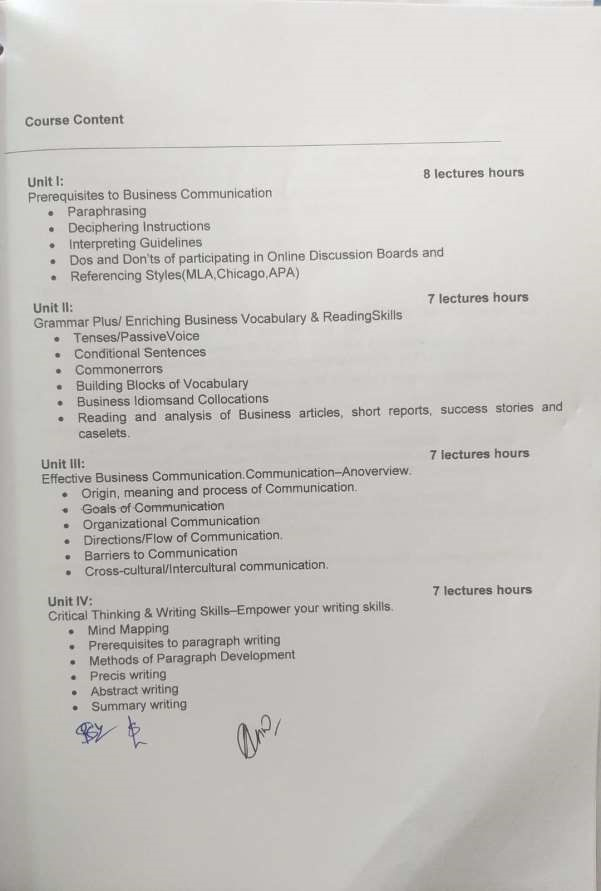 Course Content
Unit I: 8 lectures hours
Prerequisites to Business Communication
• Paraphrasing
• Deciphering Instructions
• Interpreting Guidelines
• Dos and Don'ts of participating in Online Discussion Boards and
• Referencing Styles(MLA,Chicago,APA)
Unit II: 7 lectures hours
Grammar Plus/ Enriching Business Vocabulary & ReadingSkills
• Tenses/PassiveVoice
• Conditional Sentences
• Commonerrors
• Building Blocks of Vocabulary
• Business Idiomsand Collocations
• Reading and analysis of Business articles, short reports, success stories and
caselets.
Unit III: 7 lectures hours
Effective Business Communication.Communication–Anoverview.
• Origin, meaning and process of Communication.
• Goals of Communication
• Organizational Communication
• Directions/Flow of Communication.
• Barriers to Communication
• Cross-cultural/Intercultural communication.
Unit IV: 7 lectures hours
Critical Thinking & Writing Skills–Empower your writing skills.
• Mind Mapping
• Prerequisites to paragraph writing
• Methods of Paragraph Development
• Precis writing
• Abstract writing
• Summary writing